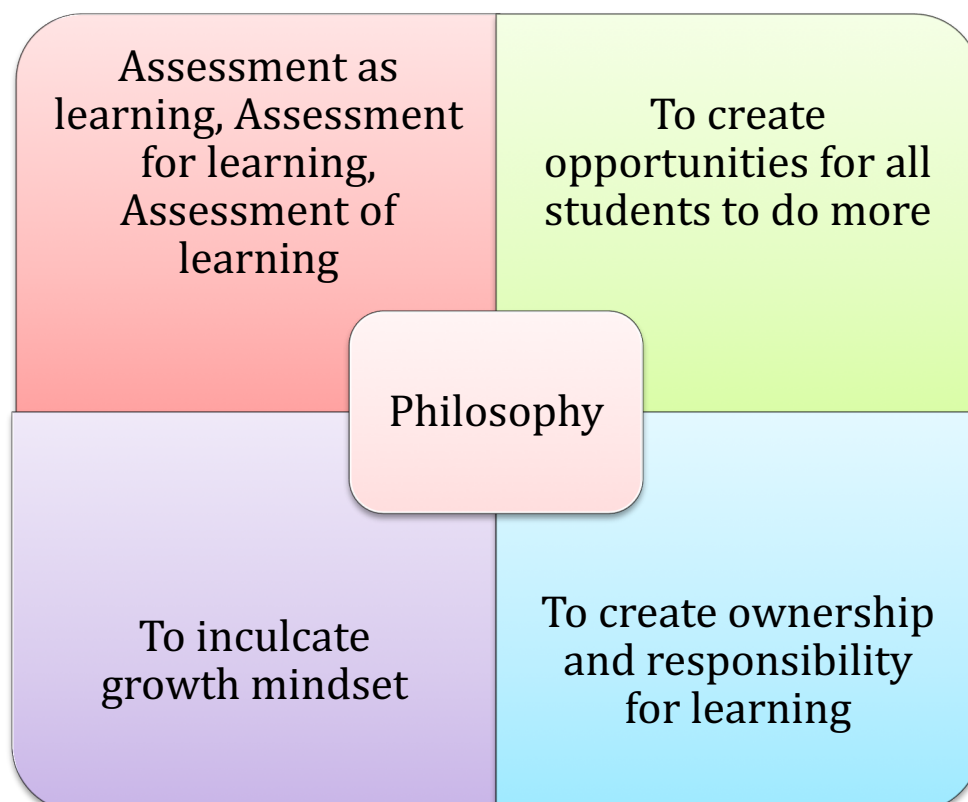 Assessment as
learning, Assessment
for learning,
Assessment of
learning
To create
opportunities for all
students to do more
Philosophy
To inculcate
growth mindset
To create ownership
and responsibility
for learning